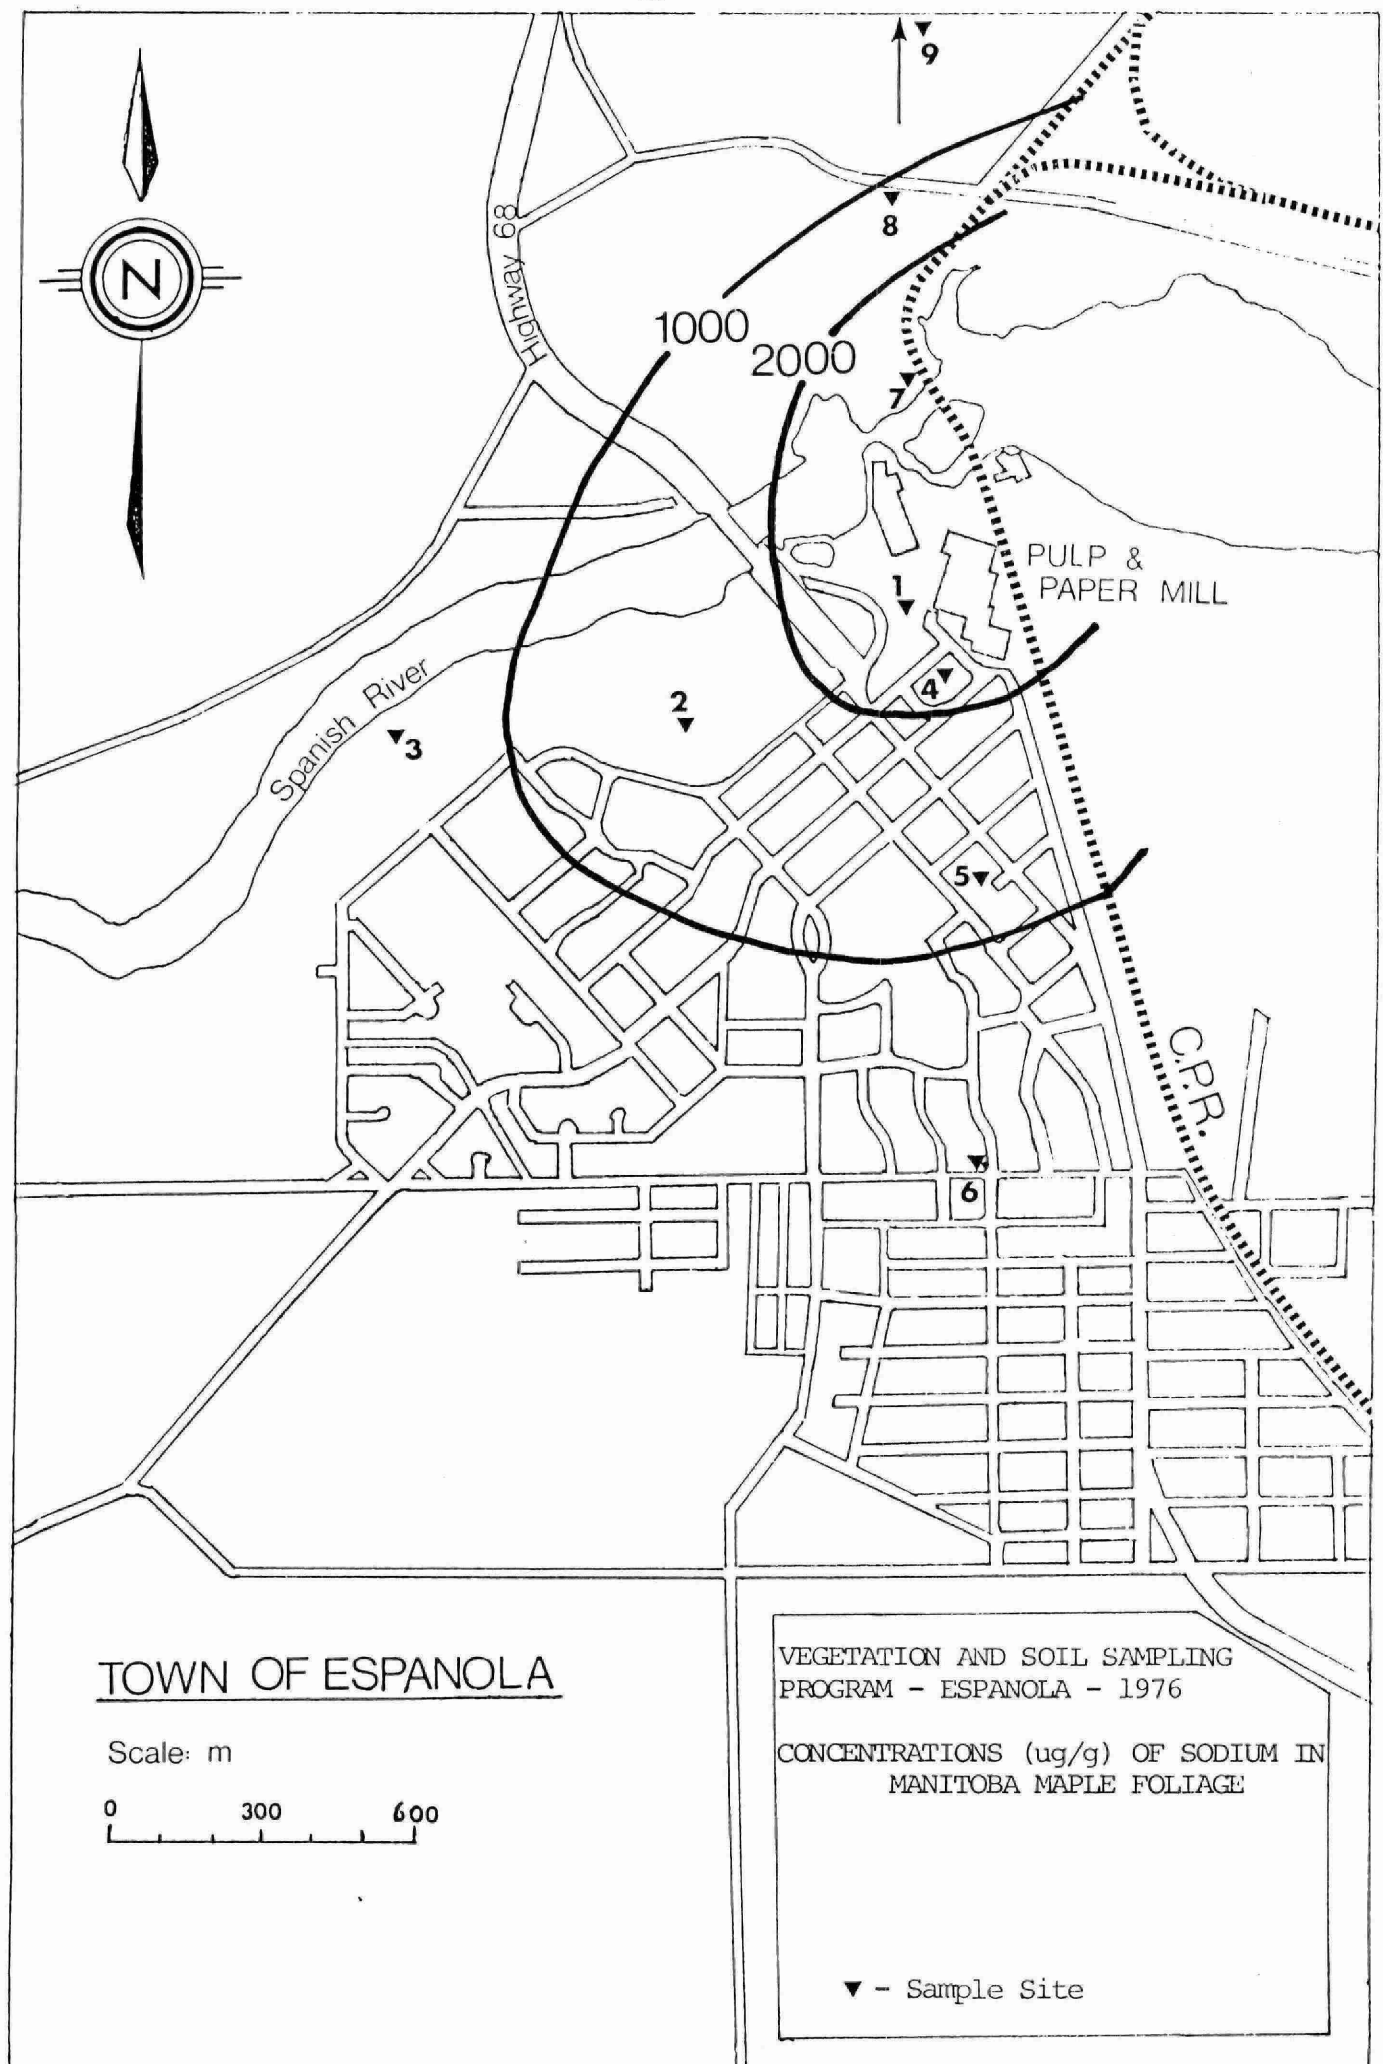 9
8
Highway 68
1000
2000
7
N
PULP &
PAPER MILL
1
4
2
3
Spanish River
5
C.P.R.
6
TOWN OF ESPANOLA
Scale: m
0 300 600
VEGETATION AND SOIL SAMPLING
PROGRAM - ESPANOLA - 1976
CONCENTRATIONS (ug/g) OF SODIUM IN
MANITOBA MAPLE FOLIAGE
▼ - Sample Site